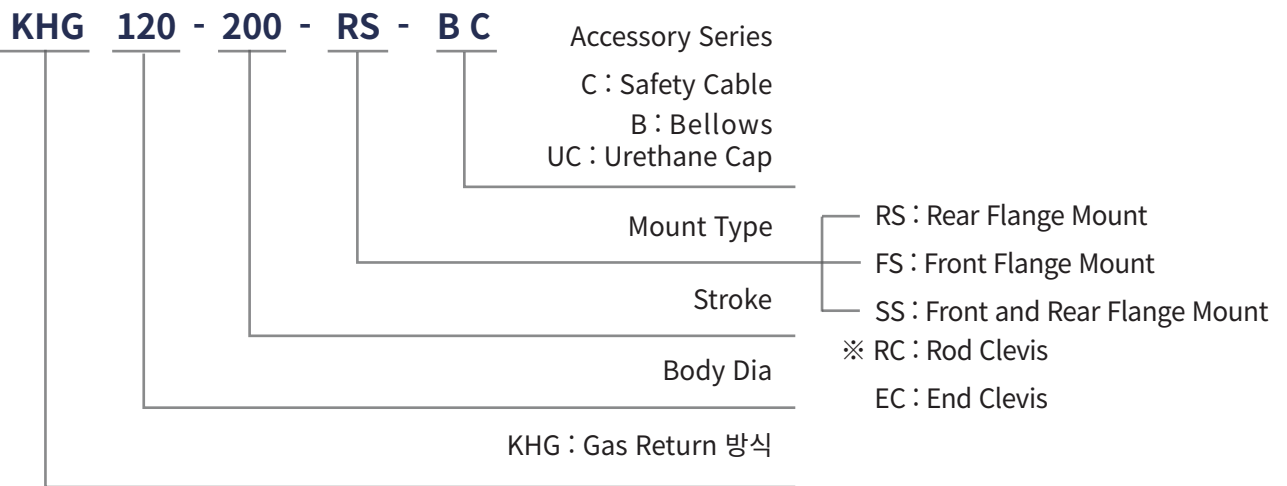 KHG 120 - 200 - RS - B C
Accessory Series
C : Safety Cable
B : Bellows
UC : Urethane Cap
Mount Type
RS : Rear Flange Mount
FS : Front Flange Mount
SS : Front and Rear Flange Mount
※ RC : Rod Clevis
EC : End Clevis
Stroke
Body Dia
KHG : Gas Return 방식